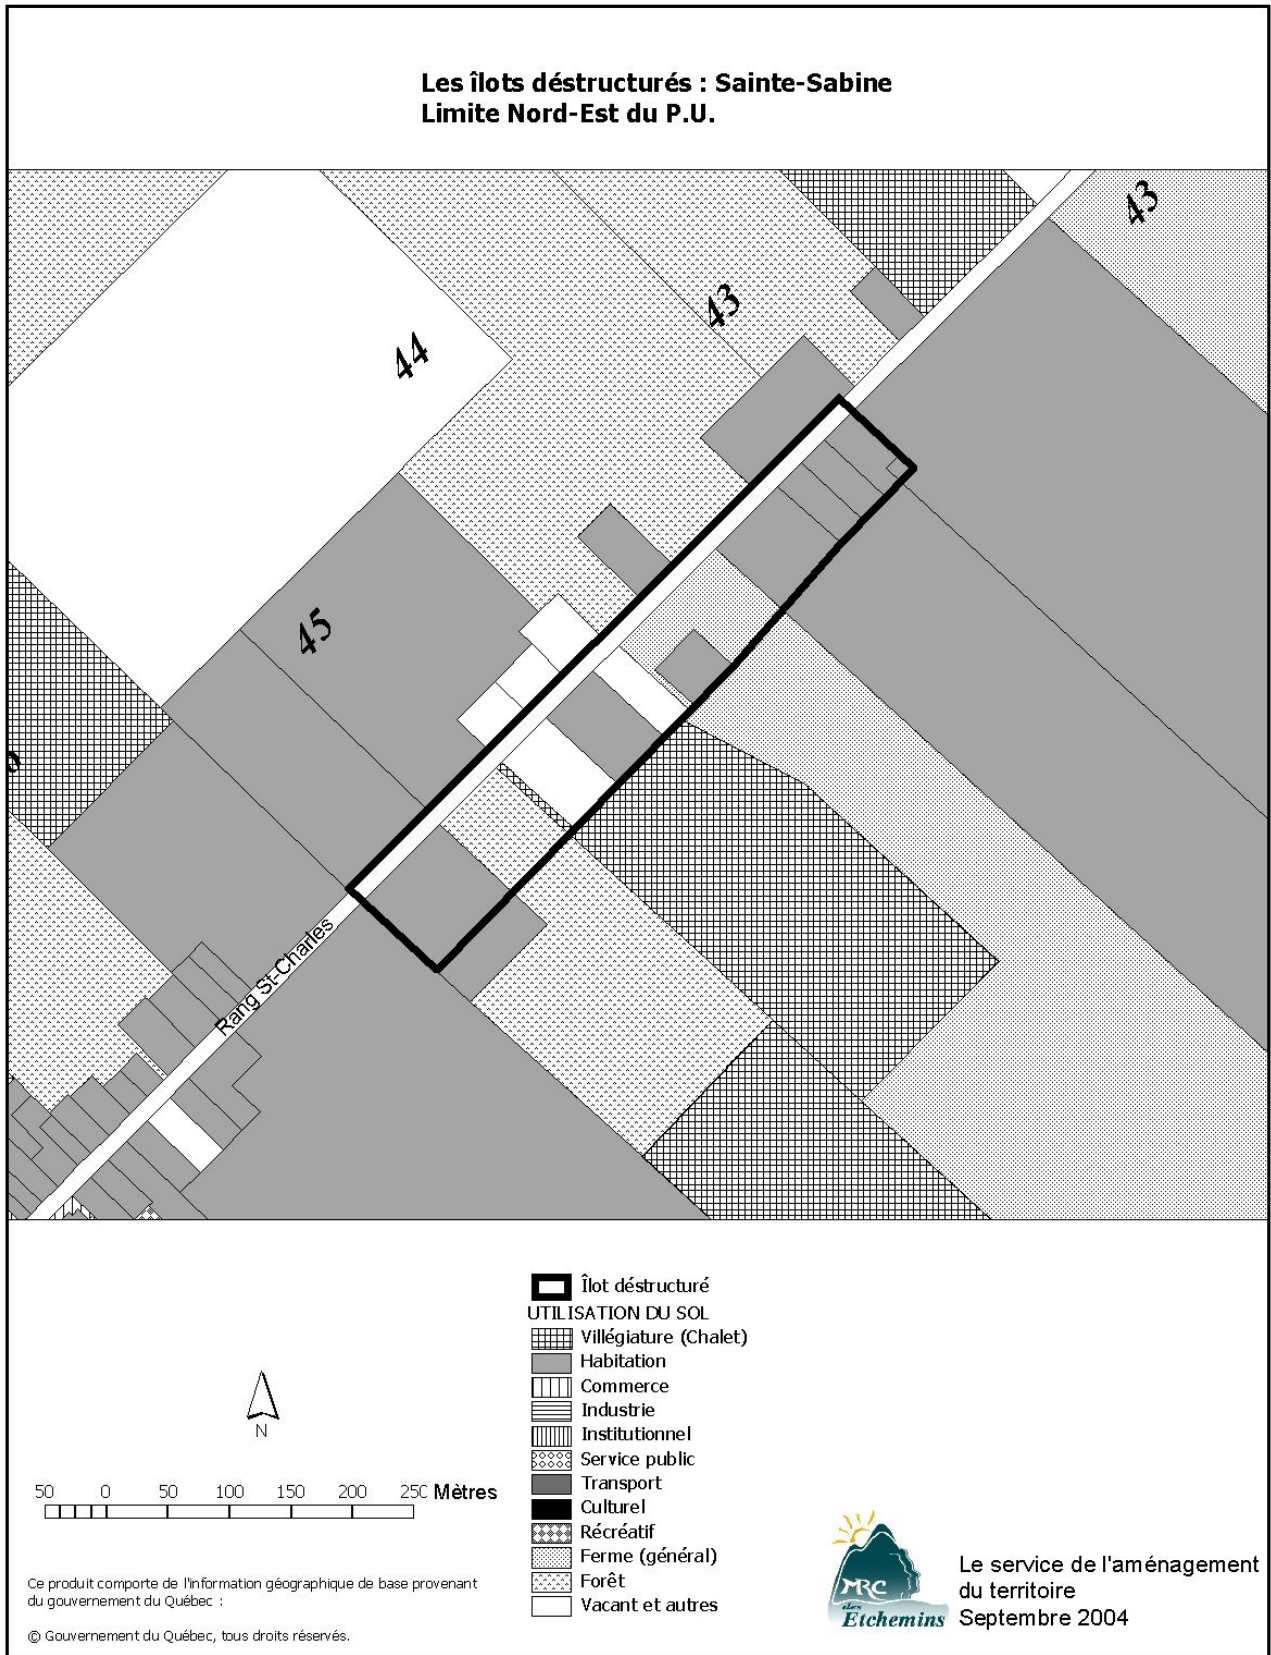 Les îlots déstructurés : Sainte-Sabine
Limite Nord-Est du P.U.
43
43
44
45
Rang St-Charles
N
50 0 50 100 150 200 250 Mètres
Îlot déstructuré
UTILISATION DU SOL
Villégiature (Chalet)
Habitation
Commerce
Industrie
Institutionnel
Service public
Transport
Culturel
Récréatif
Ferme (général)
Forêt
Vacant et autres
Ce produit comporte de l'information géographique de base provenant
du gouvernement du Québec :
© Gouvernement du Québec, tous droits réservés.
MRC
des
Etchemins
Le service de l'aménagement
du territoire
Septembre 2004